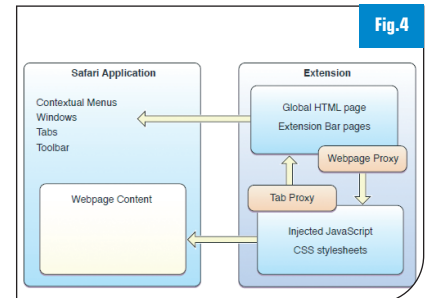 Fig.4
Safari Application
Contextual Menus
Windows
Tabs
Toolbar
Webpage Content
Extension
Global HTML page
Extension Bar pages
Webpage Proxy
Tab Proxy
Injected JavaScript
CSS stylesheets